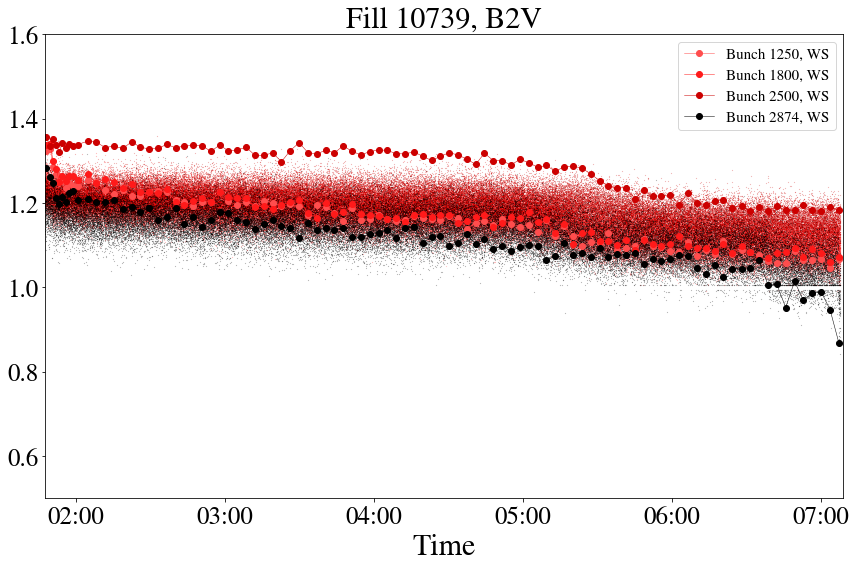 Fill 10739, B2V
1.6
1.4
1.2
1.0
0.8
0.6
Bunch 1250, WS
Bunch 1800, WS
Bunch 2500, WS
Bunch 2874, WS
02:00 03:00 04:00 05:00 06:00 07:00
Time